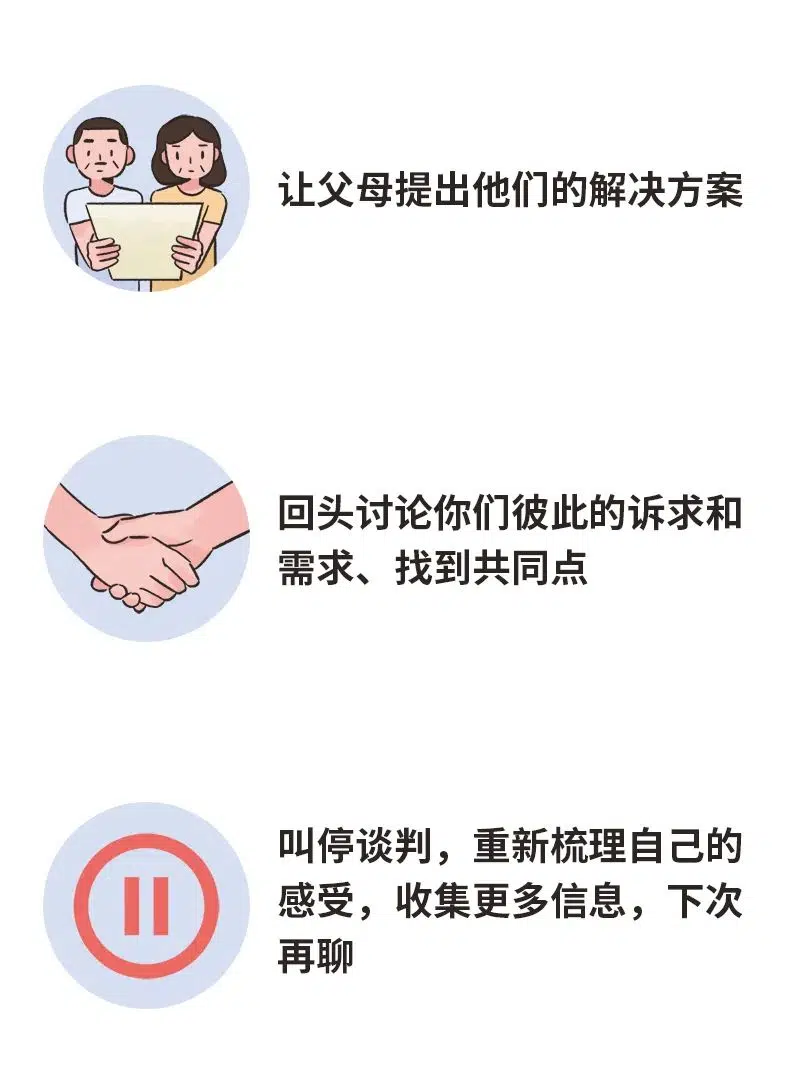 让父母提出他们的解决方案
回头讨论你们彼此的诉求和
需求、找到共同点
叫停谈判，重新梳理自己的
感受，收集更多信息，下次
再聊